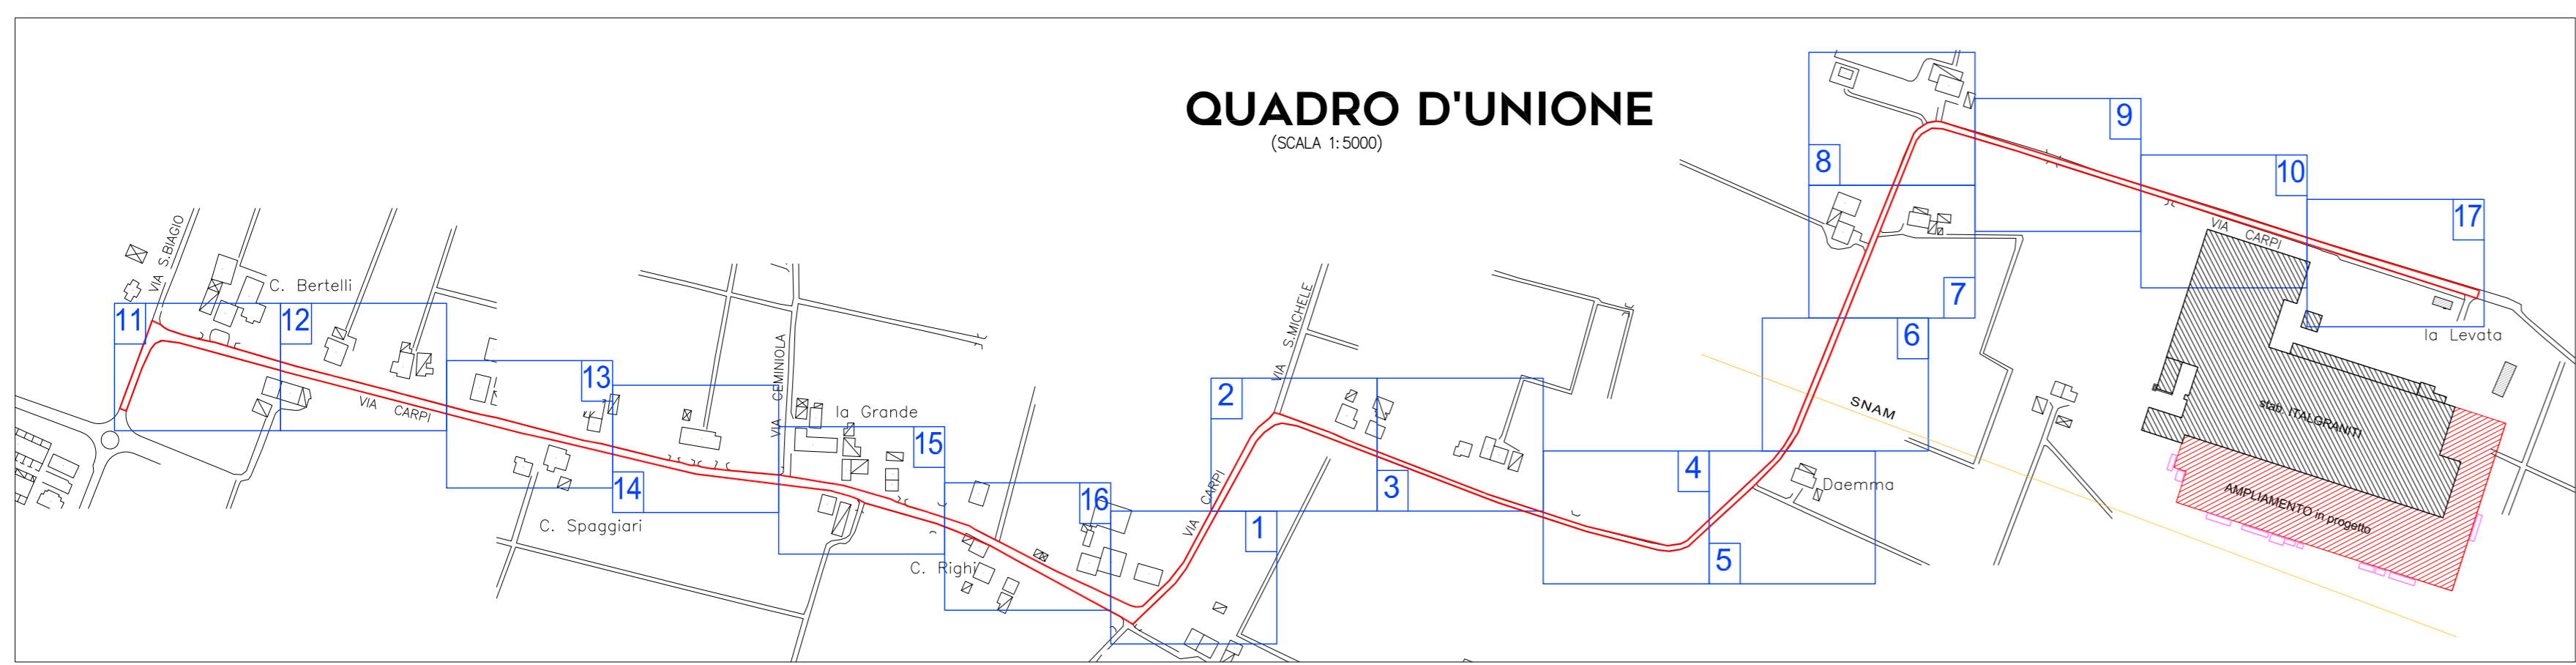 QUADRO D'UNIONE
(SCALA 1:5000)
8
9
10
17
VIA CARPI
7
6
la Levata
SNAM
stab. ITALGRANITI
AMPLIAMENTO in progetto
VIA S.BIAGIO
C. Bertelli
11
12
VIA CARPI
13
14
C. Spaggiari
VIA CEMINIOLA
la Grande
15
C. Righi
16
1
VIA CARPI
2
VIA S.MICHELE
3
4
5
Daemma